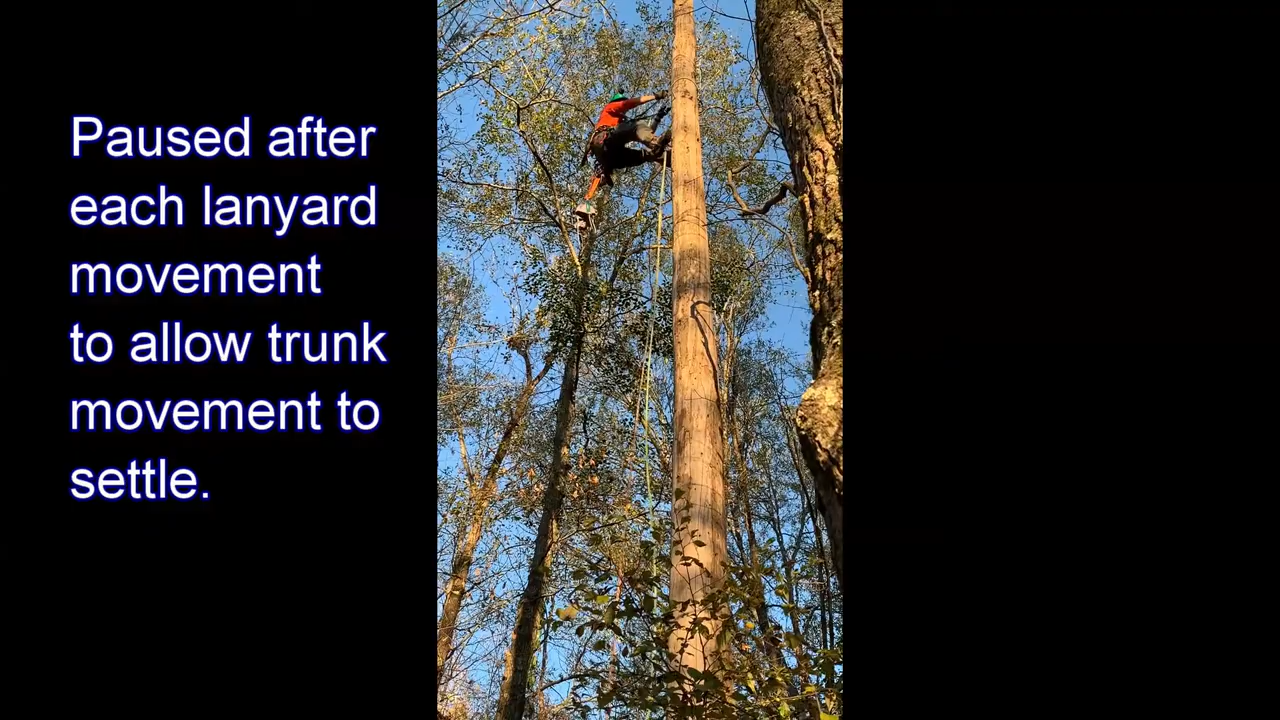 Paused after
each lanyard
movement
to allow trunk
movement to
settle.